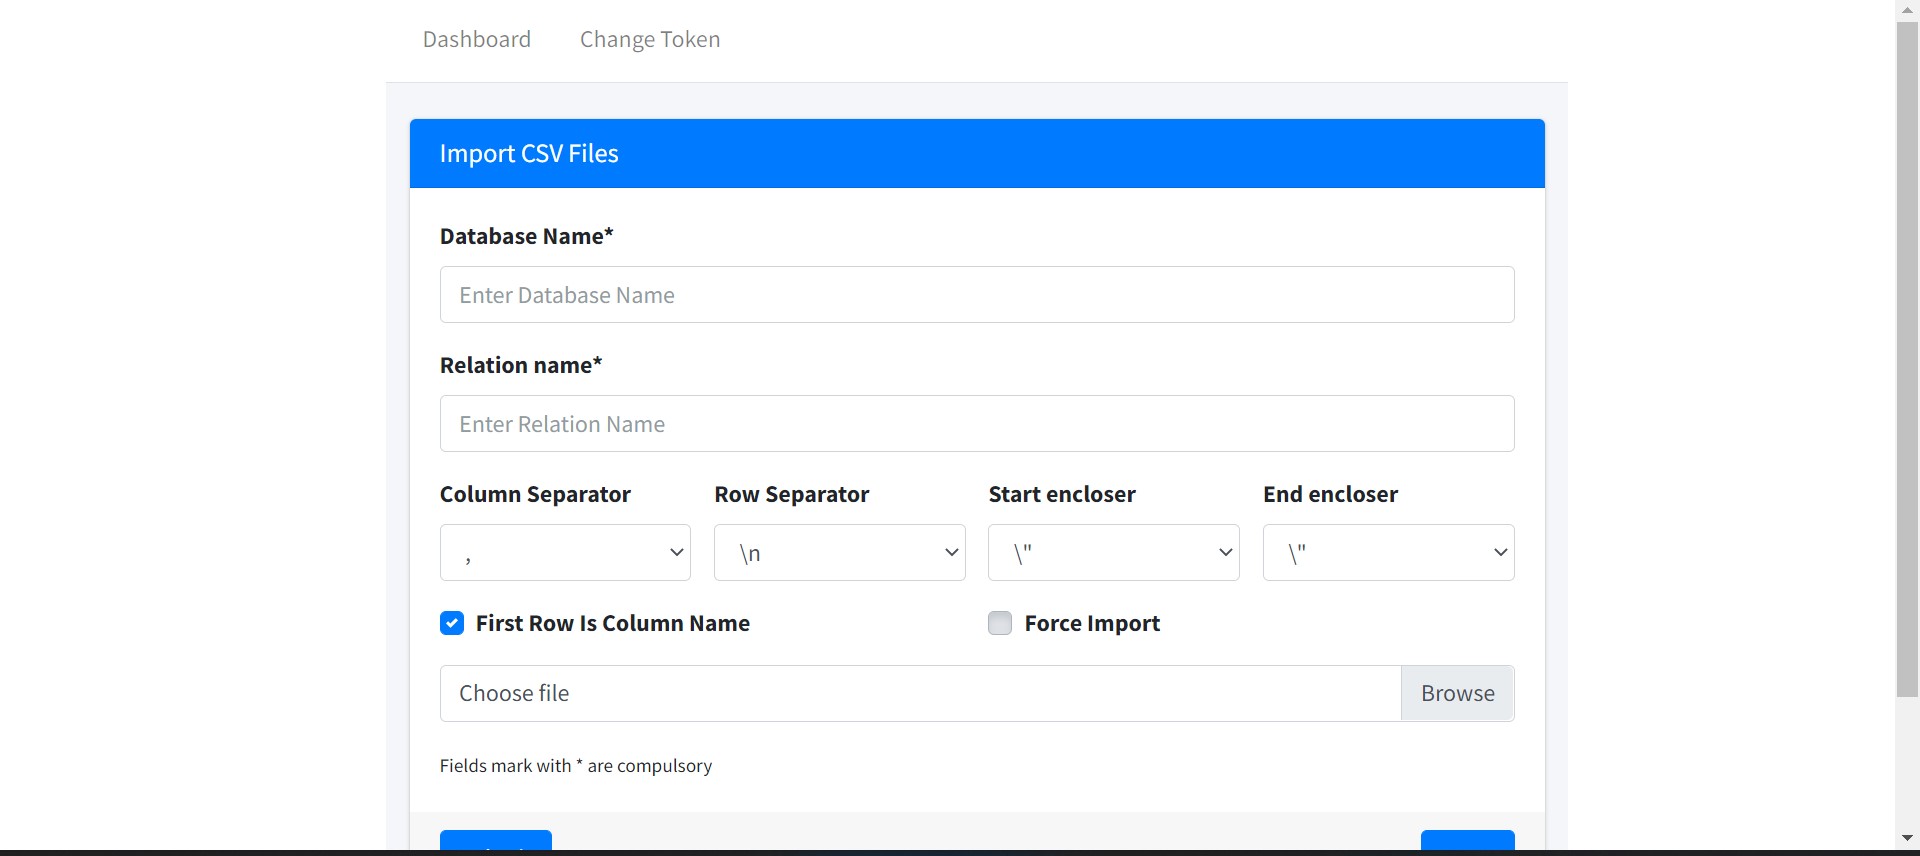 Dashboard Change Token
Import CSV Files
Database Name*
Enter Database Name
Relation name*
Enter Relation Name
Column Separator Row Separator Start encloser End encloser
, \n \" \"
First Row Is Column Name Force Import
Choose file Browse
Fields mark with * are compulsory